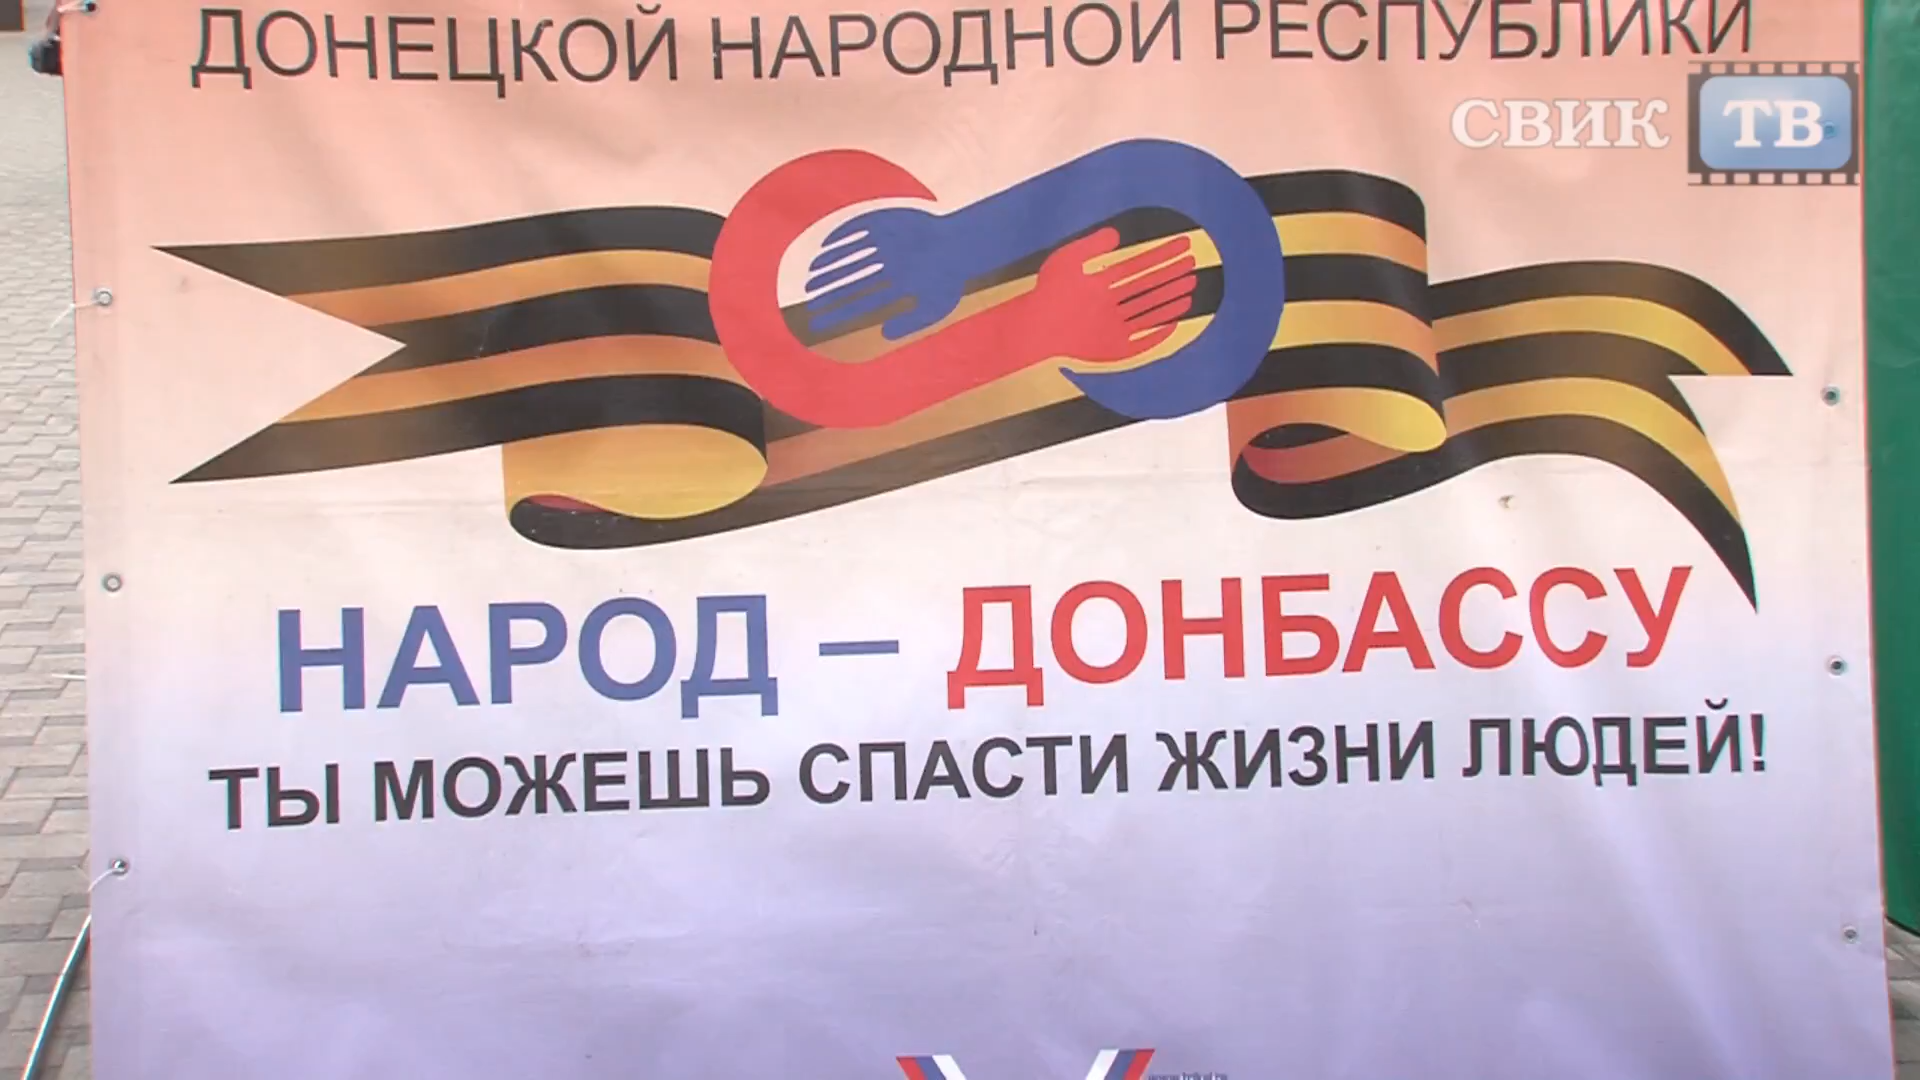 ДОНЕЦКОЙ НАРОДНОЙ РЕСПУБЛИКИ
СВИК ТВ
НАРОД – ДОНБАССУ
ТЫ МОЖЕШЬ СПАСТИ ЖИЗНИ ЛЮДЕЙ!